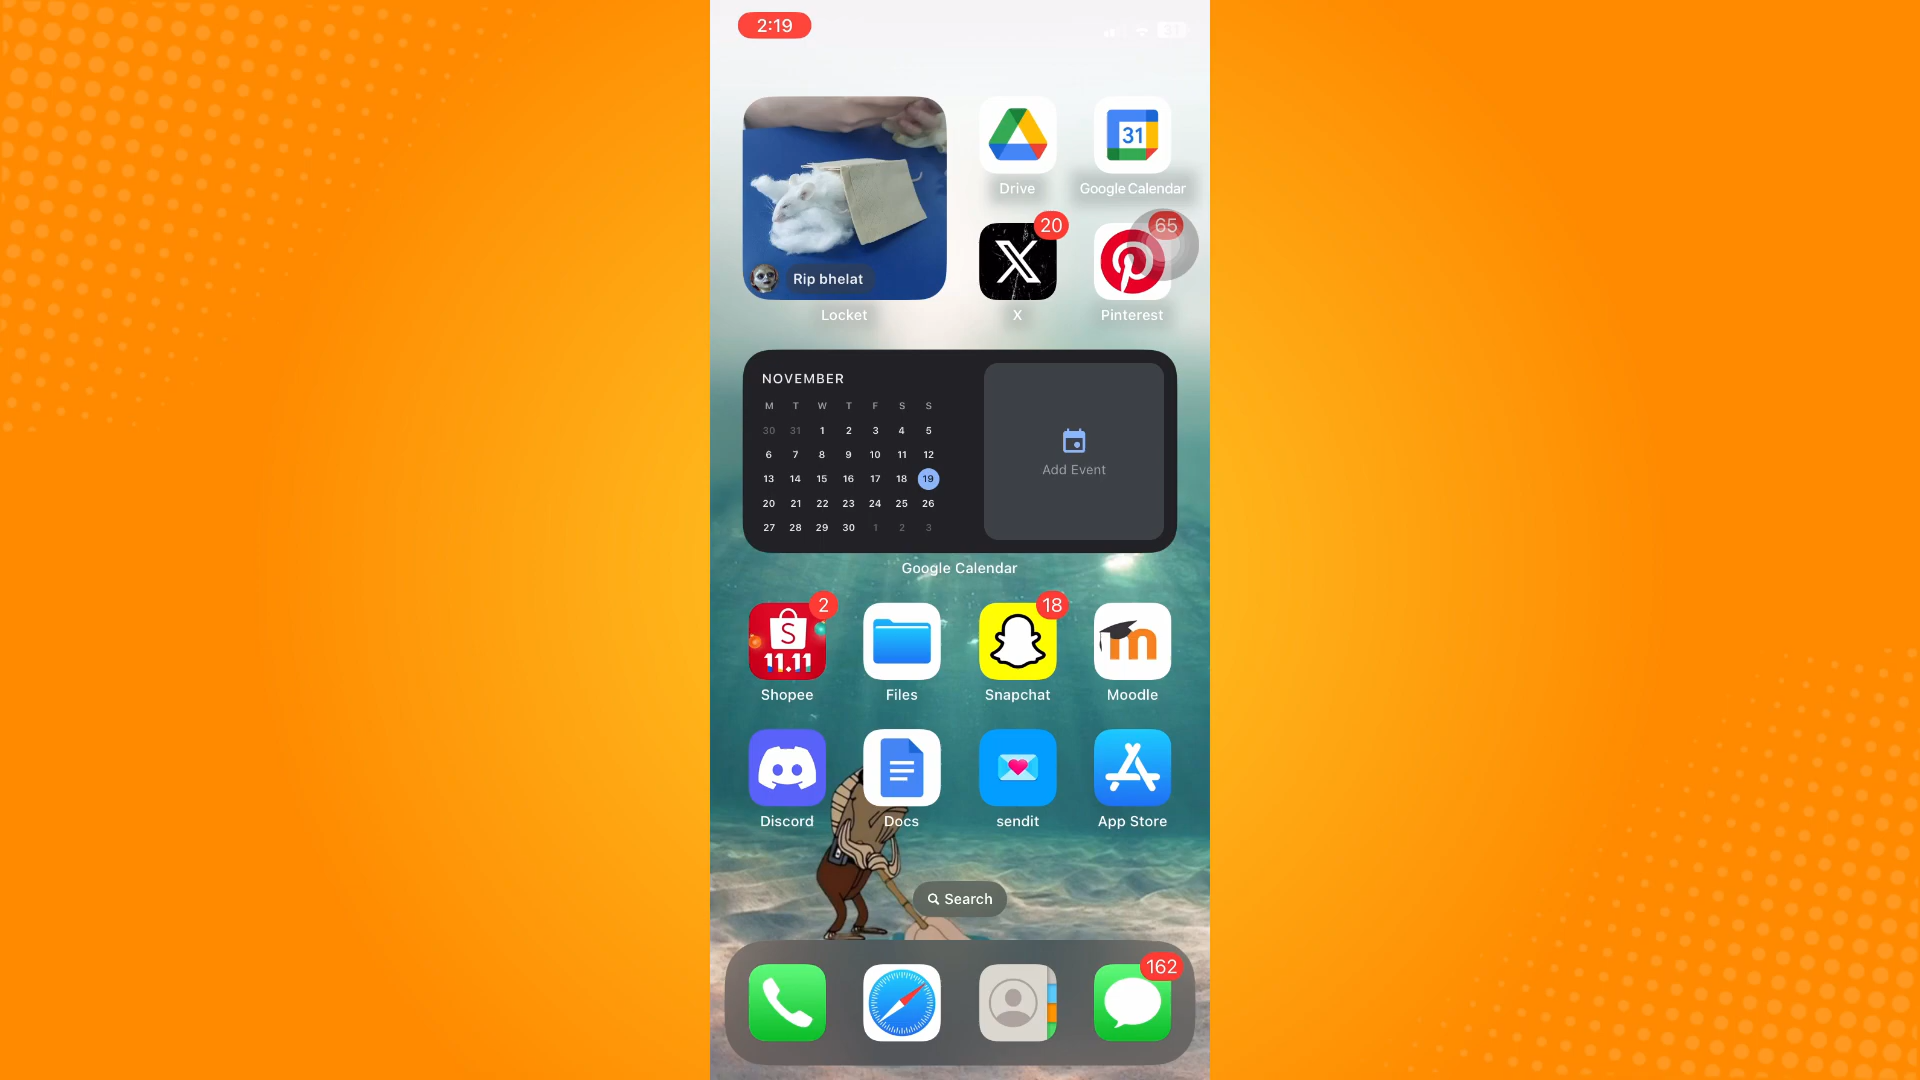 2:19
31
31
Drive
Google Calendar
Rip bhelat
Locket
20
X
65
Pinterest
NOVEMBER
M T W T F S S
30 31 1 2 3 4 5
6 7 8 9 10 11 12
13 14 15 16 17 18 19
20 21 22 23 24 25 26
27 28 29 30 1 2 3
Add Event
Google Calendar
2
S
11.11
Shopee
Files
18
Snapchat
m
Moodle
Discord
Docs
sendit
App Store
Search
162